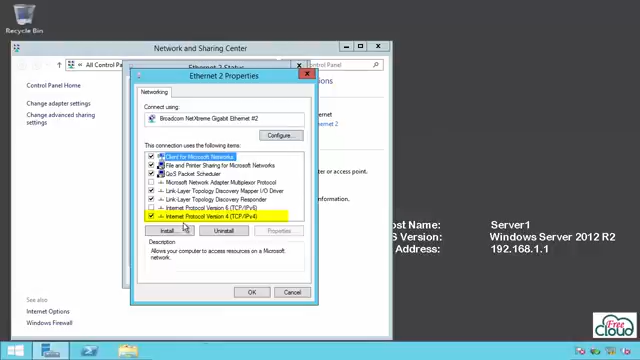 Recycle Bin
Network and Sharing Center
All Control Pa
Ethernet 2 Status
ontrol Panel
Ethernet 2 Properties
Control Panel Home
Change adapter settings
Change advanced sharing
settings
Networking
Connect using:
Broadcom NetXtreme Gigabit Ethernet #2
Configure...
This connection uses the following items:
Client for Microsoft Networks
File and Printer Sharing for Microsoft Networks
QoS Packet Scheduler
Microsoft Network Adapter Multiplexor Protocol
Link-Layer Topology Discovery Mapper I/O Driver
Link-Layer Topology Discovery Responder
Internet Protocol Version 6 (TCP/IPv6)
Internet Protocol Version 4 (TCP/IPv4)
Install...
Uninstall
Properties
Description
Allows your computer to access resources on a Microsoft
network.
OK
Cancel
ections
ernet 2
int.
See also
Internet Options
Windows Firewall
ost Name:
Server1
S Version:
Windows Server 2012 R2
Address:
192.168.1.1
Free
Cloud